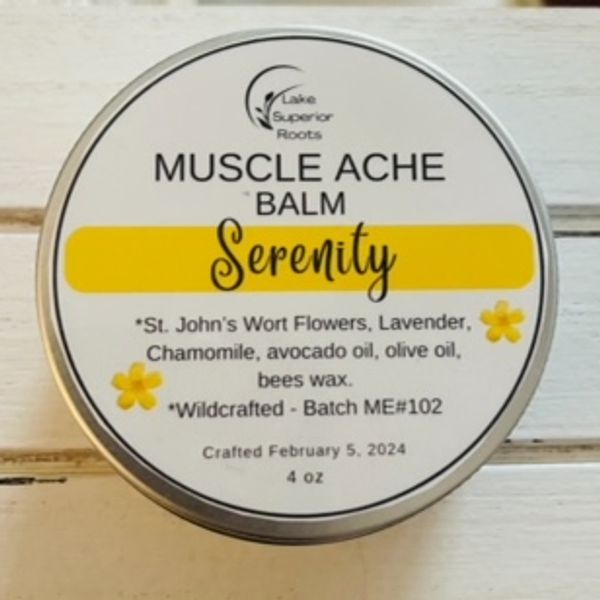 Lake
Superior
Roots
MUSCLE ACHE
BALM
Serenity
*St. John's Wort Flowers, Lavender,
Chamomile, avocado oil, olive oil,
bees wax.
*Wildcrafted - Batch ME#102
Crafted February 5, 2024
4 oz